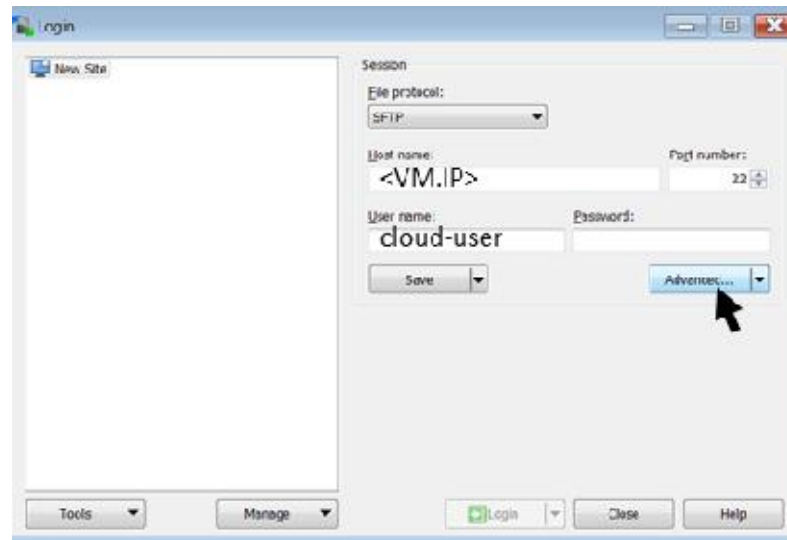 Login
New Site
Session
File protocol:
SFTP
Host name:
Port number:
<VM.IP>
22
User name:
Password:
cloud-user
Save
Advanced...
Tools
Manage
Login
Close
Help